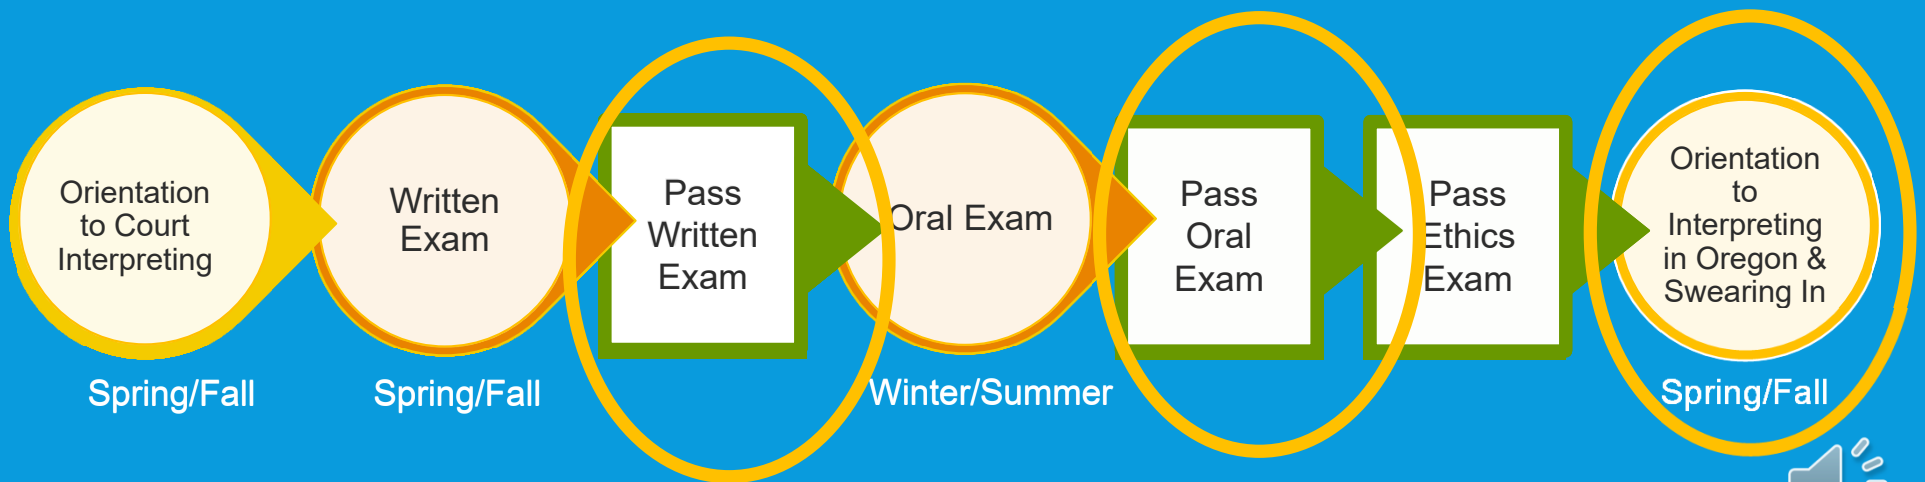 Orientation
to Court
Interpreting
Spring/Fall
Written
Exam
Spring/Fall
Pass
Written
Exam
Oral Exam
Winter/Summer
Pass
Oral
Exam
Pass
Ethics
Exam
Orientation
to
Interpreting
in Oregon &
Swearing In
Spring/Fall